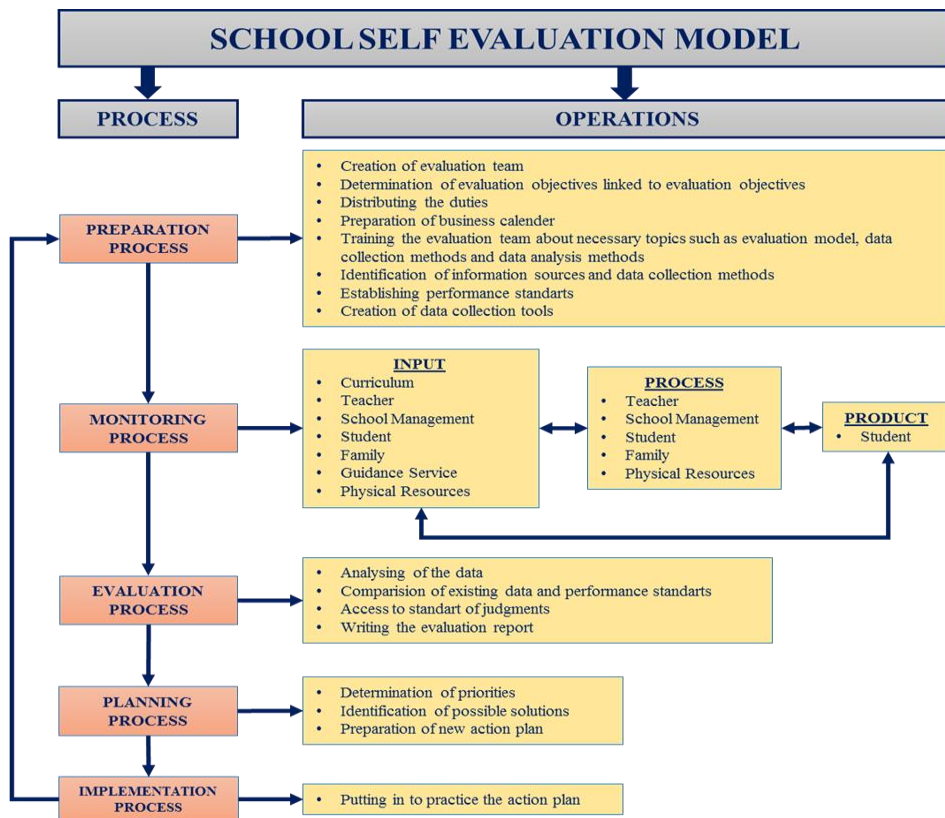 SCHOOL SELF EVALUATION MODEL
PROCESS
OPERATIONS
PREPARATION
PROCESS
• Creation of evaluation team
• Determination of evaluation objectives linked to evaluation objectives
• Distributing the duties
• Preparation of business calender
• Training the evaluation team about necessary topics such as evaluation model, data
collection methods and data analysis methods
• Identification of information sources and data collection methods
• Establishing performance standarts
• Creation of data collection tools
MONITORING
PROCESS
INPUT
• Curriculum
• Teacher
• School Management
• Student
• Family
• Guidance Service
• Physical Resources
PROCESS
• Teacher
• School Management
• Student
• Family
• Physical Resources
PRODUCT
• Student
EVALUATION
PROCESS
• Analysing of the data
• Comparision of existing data and performance standarts
• Access to standart of judgments
• Writing the evaluation report
PLANNING
PROCESS
• Determination of priorities
• Identification of possible solutions
• Preparation of new action plan
IMPLEMENTATION
PROCESS
• Putting in to practice the action plan